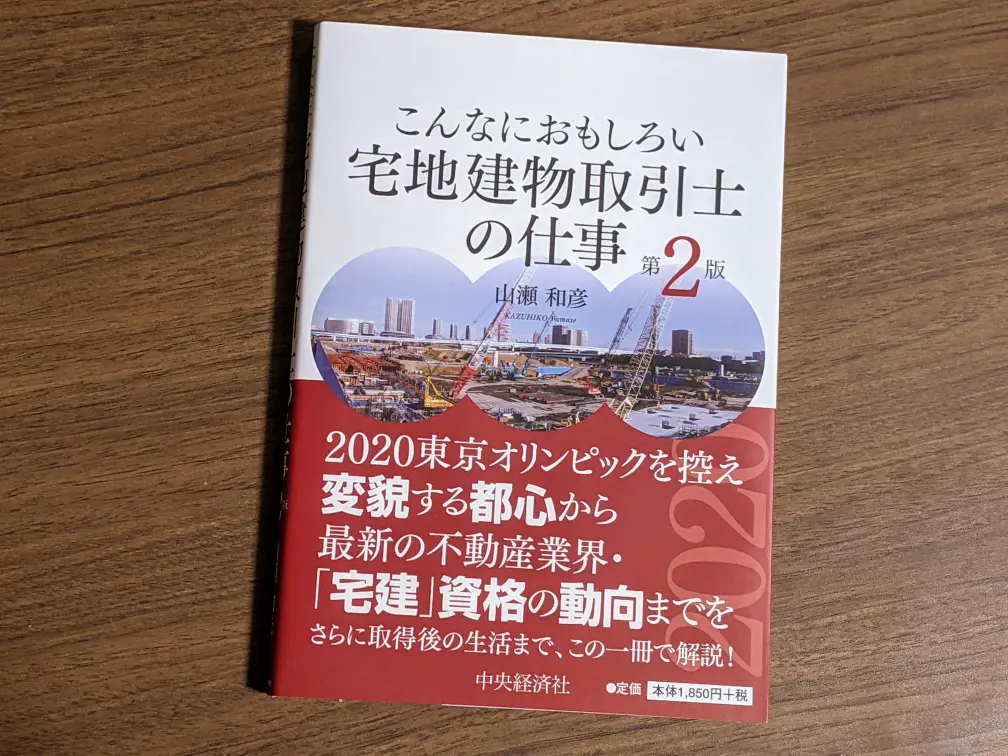 こんなにおもしろい
宅地建物取引士
の仕事 第2版
山瀬 和彦
KAZUHIKO Yamase
2020東京オリンピックを控え
変貌する都心から
最新の不動産業界・
「宅建」資格の動向までを
さらに取得後の生活まで、この一冊で解説!
2020
中央経済社 ●定価 本体1,850円+税